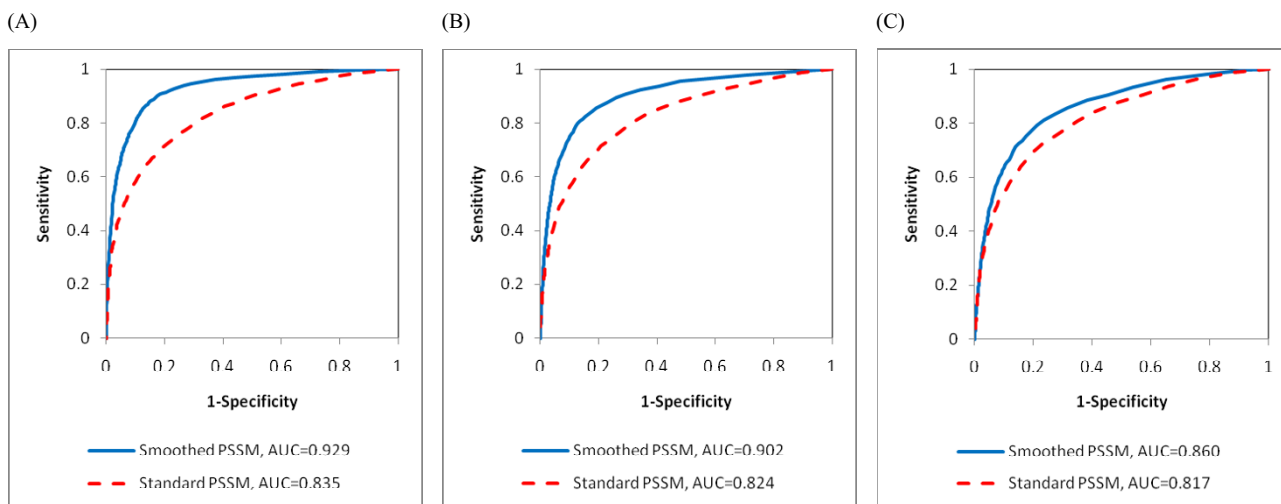 (A)
(B)
(C)
1
0.8
0.6
0.4
0.2
0
Sensitivity
0 0.2 0.4 0.6 0.8 1
1-Specificity
Smoothed PSSM, AUC=0.929
Standard PSSM, AUC=0.835
1
0.8
0.6
0.4
0.2
0
Sensitivity
0 0.2 0.4 0.6 0.8 1
1-Specificity
Smoothed PSSM, AUC=0.902
Standard PSSM, AUC=0.824
1
0.8
0.6
0.4
0.2
0
Sensitivity
0 0.2 0.4 0.6 0.8 1
1-Specificity
Smoothed PSSM, AUC=0.860
Standard PSSM, AUC=0.817